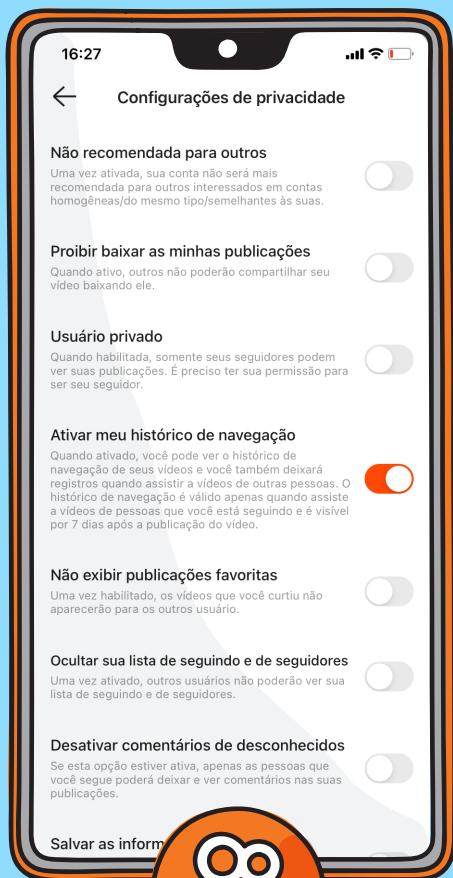 16:27
Configurações de privacidade
Não recomendada para outros
Uma vez ativada, sua conta não será mais
recomendada para outros interessados em contas
homogêneas/do mesmo tipo/semelhantes às suas.
Proibir baixar as minhas publicações
Quando ativo, outros não poderão compartilhar seu
vídeo baixando ele.
Usuário privado
Quando habilitada, somente seus seguidores podem
ver suas publicações. É preciso ter sua permissão para
ser seu seguidor.
Ativar meu histórico de navegação
Quando ativado, você pode ver o histórico de
navegação de seus vídeos e você também deixará
registros quando assistir a vídeos de outras pessoas. O
histórico de navegação é válido apenas quando assiste
a vídeos de pessoas que você está seguindo e é visível
por 7 dias após a publicação do vídeo.
Não exibir publicações favoritas
Uma vez habilitado, os vídeos que você curtiu não
aparecerão para os outros usuário.
Ocultar sua lista de seguindo e de seguidores
Uma vez ativado, outros usuários não poderão ver sua
lista de seguindo e de seguidores.
Desativar comentários de desconhecidos
Se esta opção estiver ativa, apenas as pessoas que
você segue poderá deixar e ver comentários nas suas
publicações.
Salvar as inform